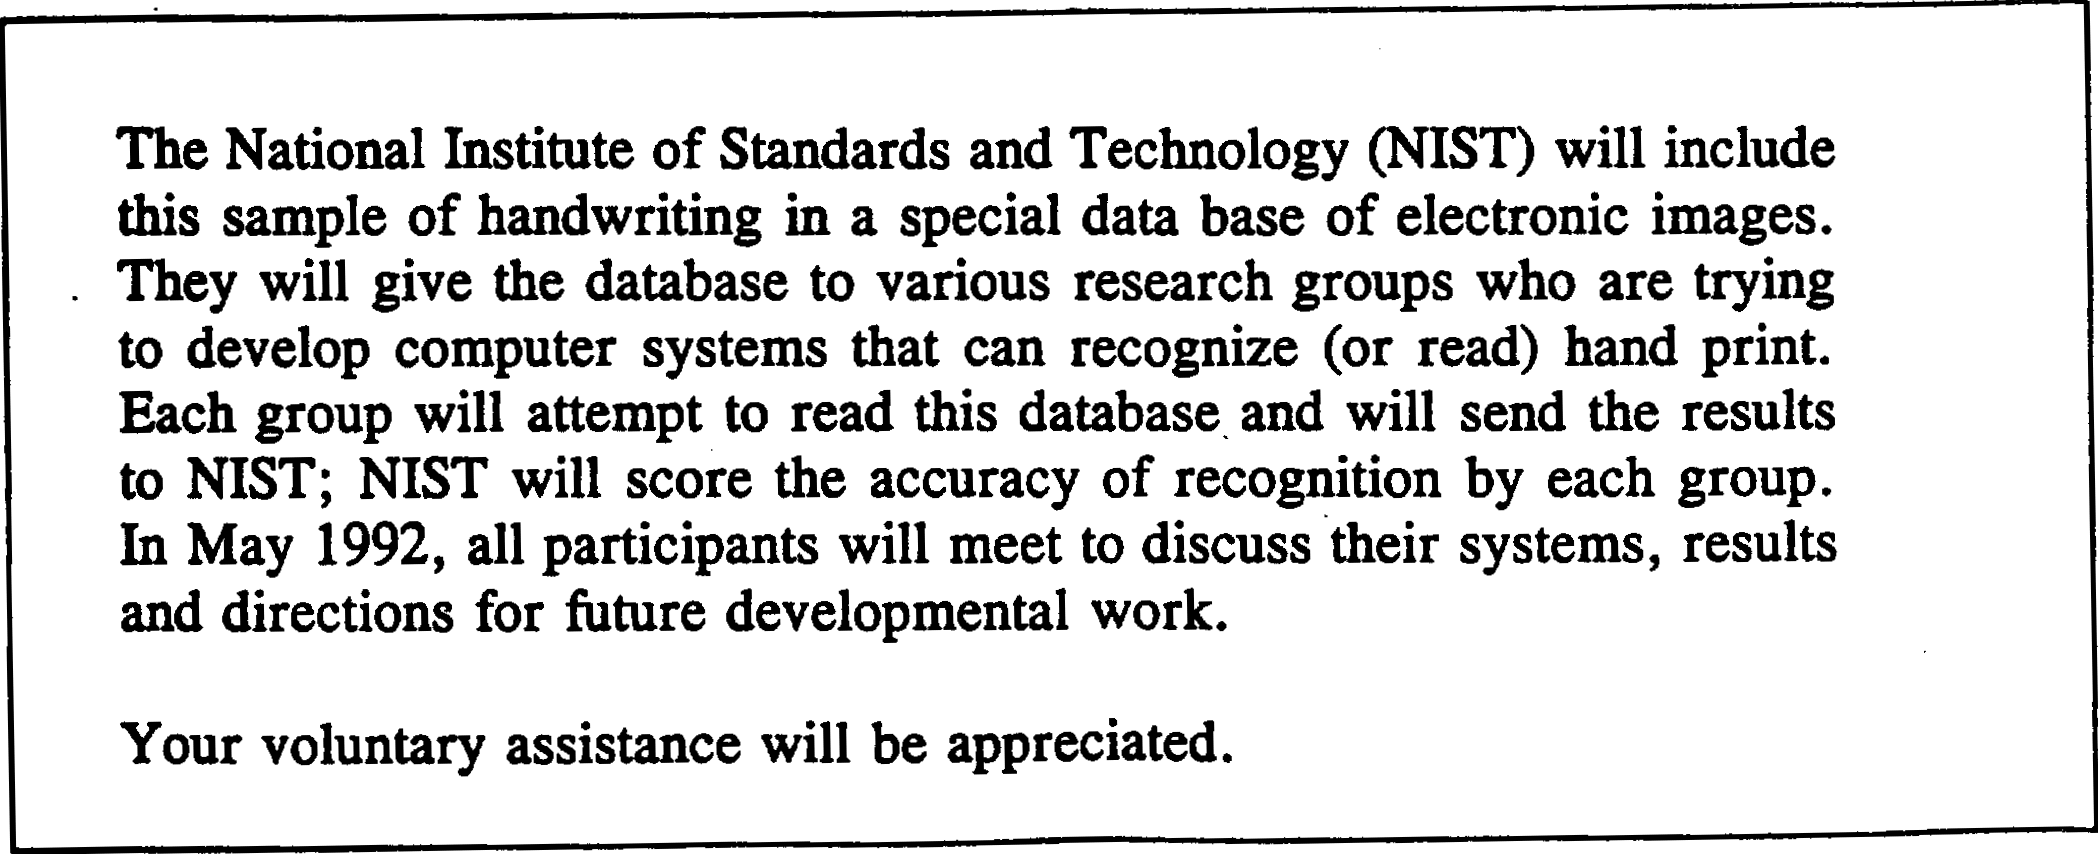 The National Institute of Standards and Technology (NIST) will include
this sample of handwriting in a special data base of electronic images.
They will give the database to various research groups who are trying
to develop computer systems that can recognize (or read) hand print.
Each group will attempt to read this database and will send the results
to NIST; NIST will score the accuracy of recognition by each group.
In May 1992, all participants will meet to discuss their systems, results
and directions for future developmental work.
Your voluntary assistance will be appreciated.